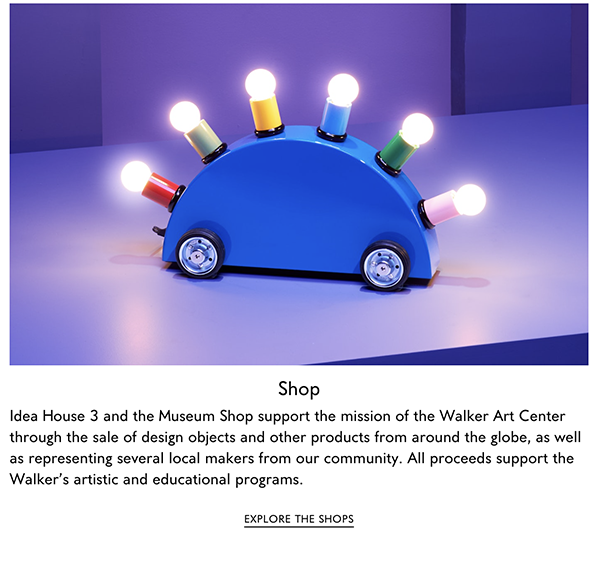 Shop
Idea House 3 and the Museum Shop support the mission of the Walker Art Center
through the sale of design objects and other products from around the globe, as well
as representing several local makers from our community. All proceeds support the
Walker’s artistic and educational programs.
EXPLORE THE SHOPS